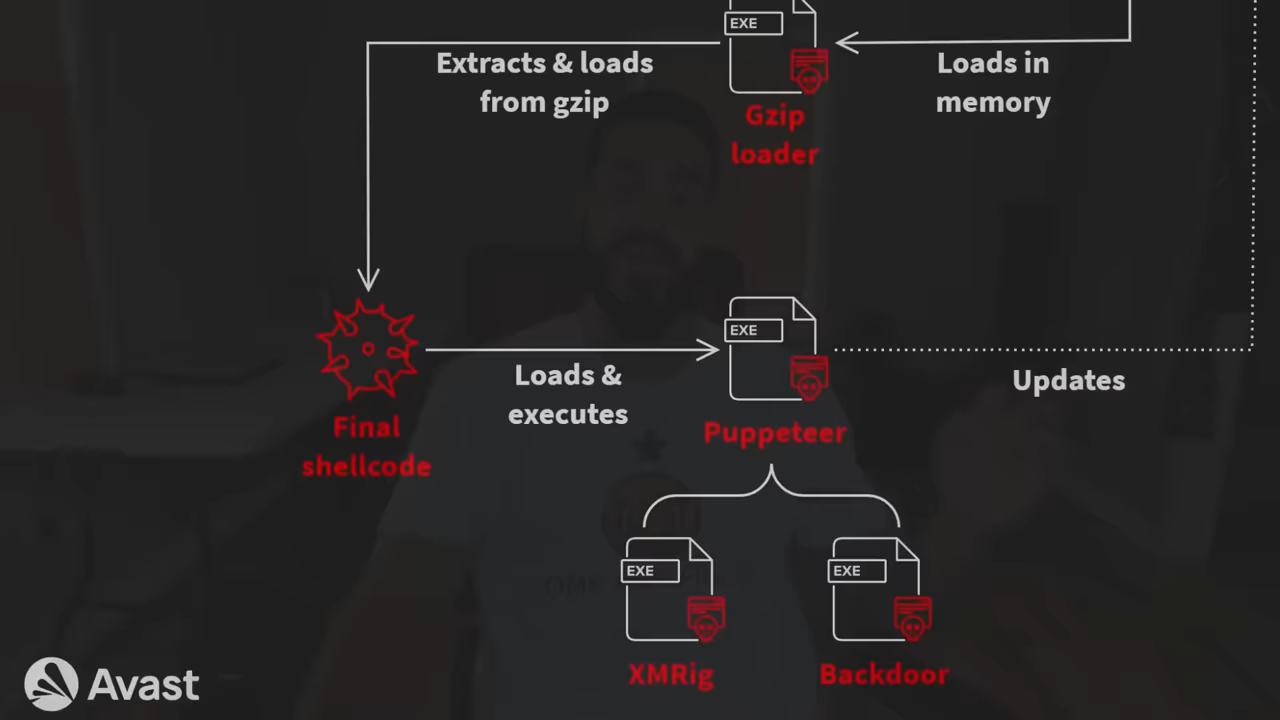 EXE
Extracts & loads
from gzip
Loads in
memory
Gzip
loader
EXE
Loads &
executes
Updates
Final
shellcode
Puppeteer
EXE
EXE
XMRig
Backdoor
Avast